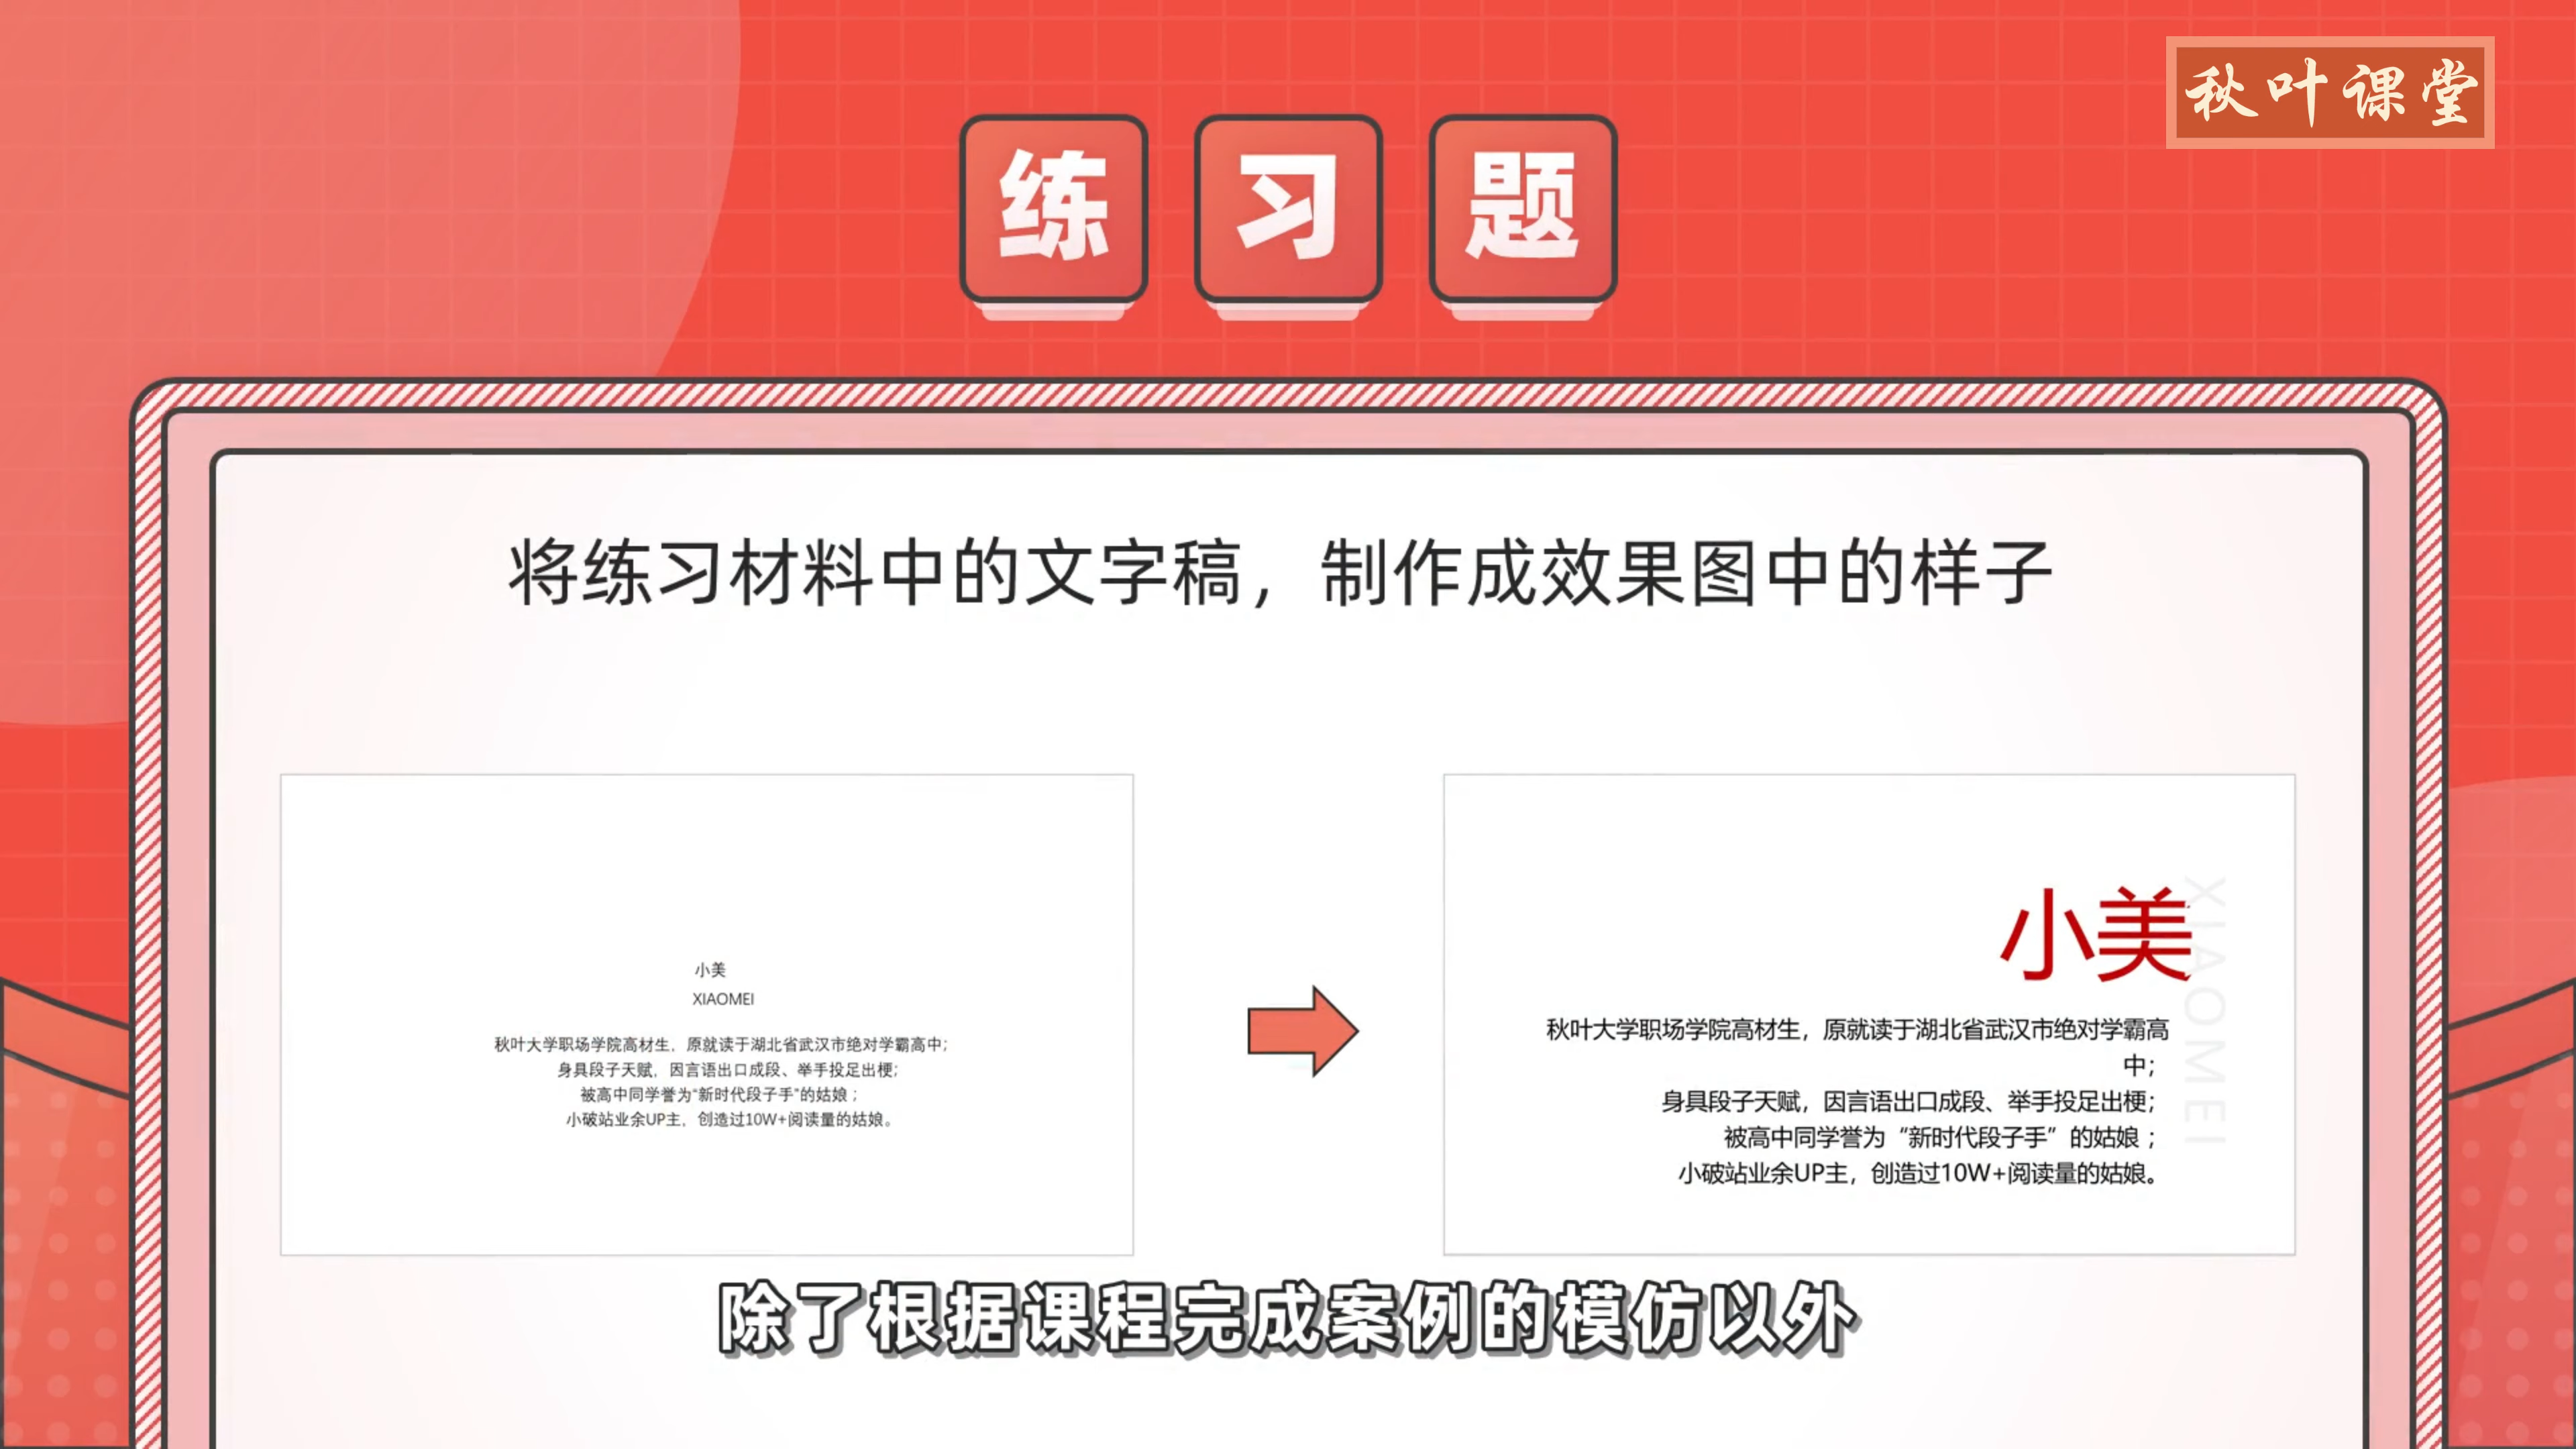 秋叶课堂
练习题
将练习材料中的文字稿，制作成效果图中的样子
小美
XIAOMEI
秋叶大学职场学院高材生，原就读于湖北省武汉市绝对学霸高中；
身具段子天赋，因言语出口成段、举手投足出梗；
被高中同学誉为“新时代段子手”的姑娘；
小破站业余UP主，创造过10W+阅读量的姑娘。
小美
XIAOMEI
秋叶大学职场学院高材生，原就读于湖北省武汉市绝对学霸高
中；
身具段子天赋，因言语出口成段、举手投足出梗；
被高中同学誉为“新时代段子手”的姑娘；
小破站业余UP主，创造过10W+阅读量的姑娘。
除了根据课程完成案例的模仿以外